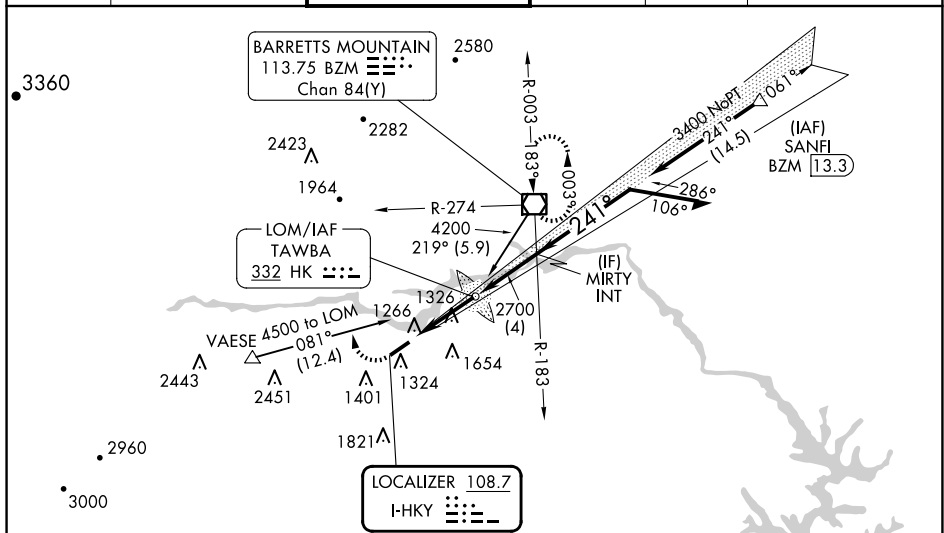 BARRETTS MOUNTAIN
113.75 BZM
Chan 84(Y)
2580
3360
2282
2423
1964
R-003
183°
003°
3400 NoPT
241°
(14.5)
061°
(IAF)
SANFI
BZM 13.3
286°
106°
R-274
4200
219° (5.9)
241°
LOM/IAF
TAWBA
332 HK
(IF)
MIRTY
INT
1266
1326
2700
(4)
VAESE
4500 to LOM
081°
(12.4)
R-183
2443
2451
1401
1324
1654
1821
2960
3000
LOCALIZER 108.7
I-HKY